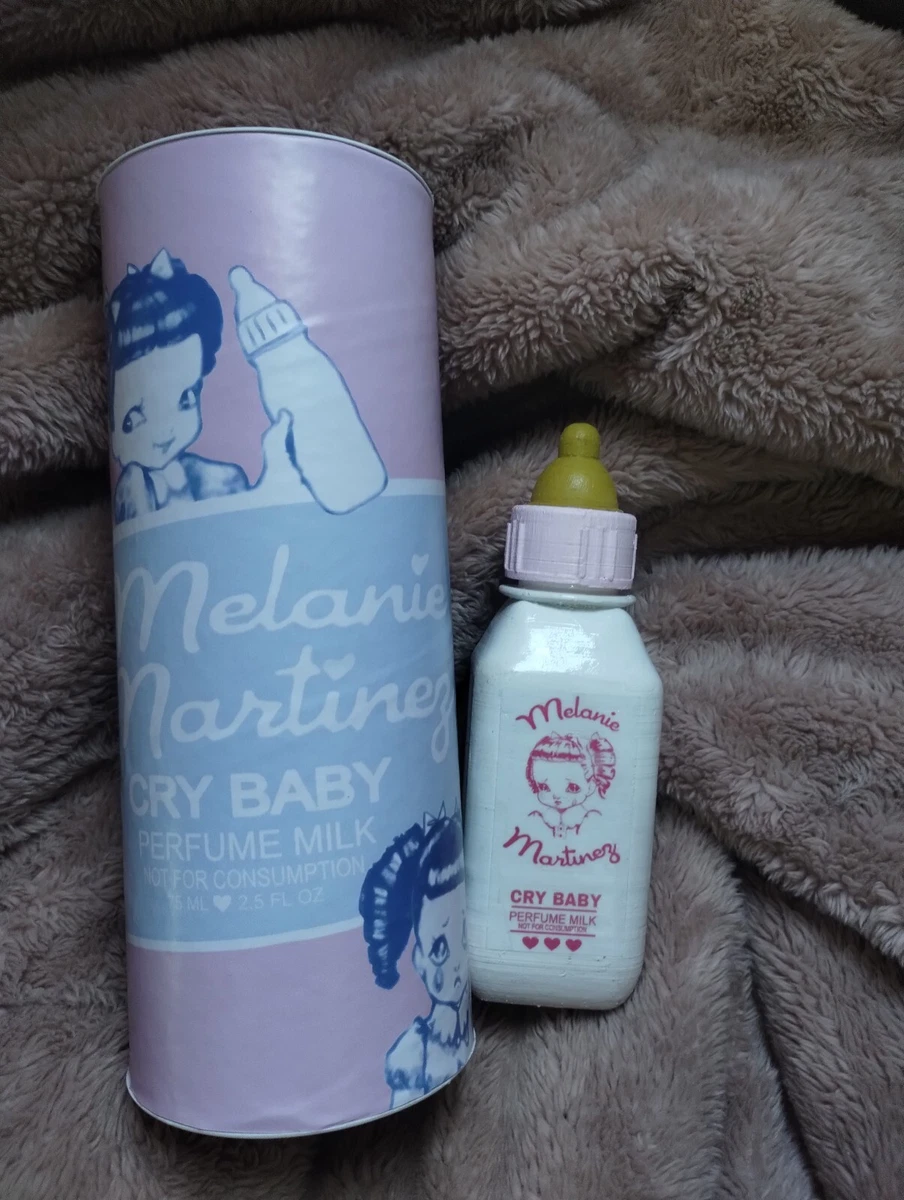 Melanie
Martinez
CRY BABY
PERFUME MILK
NOT FOR CONSUMPTION
75 ML ♥ 2.5 FL OZ
Melanie
Martinez
CRY BABY
PERFUME MILK
NOT FOR CONSUMPTION